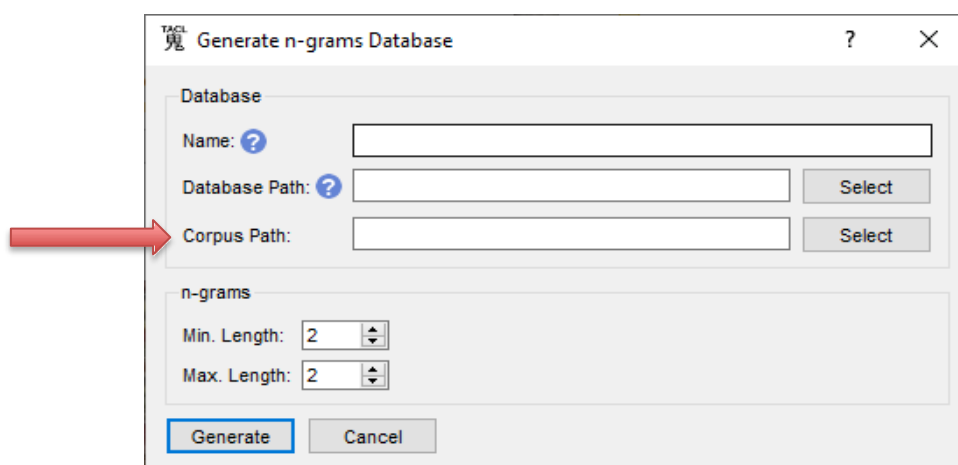 TACL 嵬 Generate n-grams Database ? ×
Database
Name: ?
Database Path: ? Select
Corpus Path: Select
n-grams
Min. Length: 2
Max. Length: 2
Generate Cancel